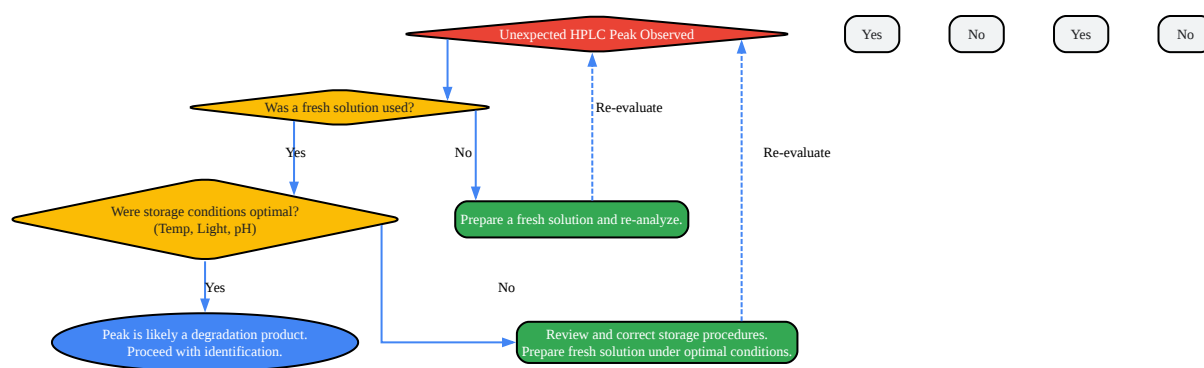 Unexpected HPLC Peak Observed
Yes
No
Yes
No
Was a fresh solution used?
Re-evaluate
Yes
No
Re-evaluate
Were storage conditions optimal?
(Temp, Light, pH)
Prepare a fresh solution and re-analyze.
Yes
No
Peak is likely a degradation product.
Proceed with identification.
Review and correct storage procedures.
Prepare fresh solution under optimal conditions.